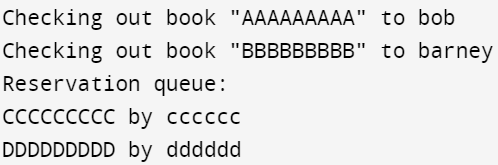 Checking out book "AAAAAAAAA" to bob
Checking out book "BBBBBBBBB" to barney
Reservation queue:
CCCCCCCCC by cccccc
DDDDDDDDD by dddddd